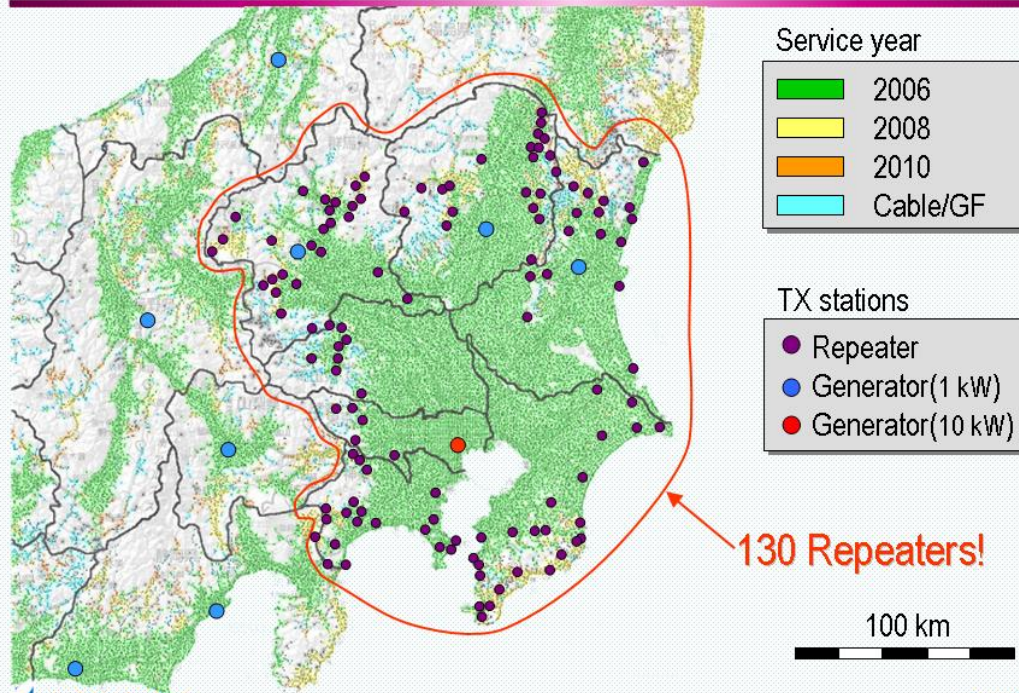 Service year
2006
2008
2010
Cable/GF
TX stations
Repeater
Generator(1 kW)
Generator(10 kW)
130 Repeaters!
100 km